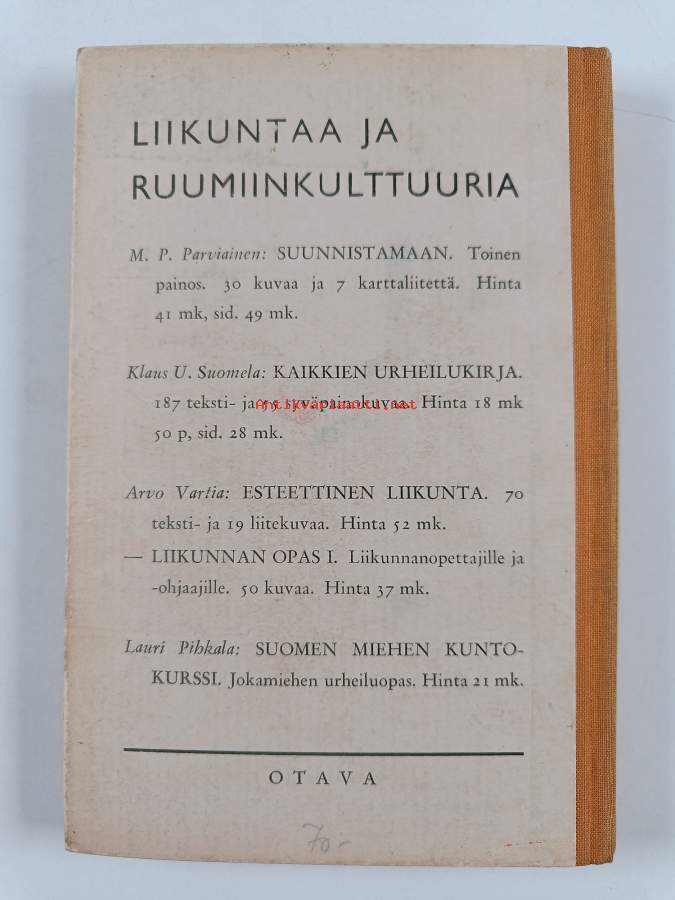 LIIKUNTAA JA
RUUMIINKULTTUURIA
M. P. Parviainen: SUUNNISTAMAAN. Toinen
painos. 30 kuvaa ja 7 karttaliitettä. Hinta
41 mk, sid. 49 mk.
Klaus U. Suomela: KAIKKIEN URHEILUKIRJA.
187 teksti- ja syväpainokuvaa. Hinta 18 mk
Antikvariaatti.net
50 p, sid. 28 mk.
Arvo Vartia: ESTEETTINEN LIIKUNTA. 70
teksti- ja 19 liitekuvaa. Hinta 52 mk.
— LIIKUNNAN OPAS I. Liikunnanopettajille ja
-ohjaajille. 50 kuvaa. Hinta 37 mk.
Lauri Pihkala: SUOMEN MIEHEN KUNTO-
KURSSI. Jokamiehen urheiluopas. Hinta 21 mk.
OTAVA
70-